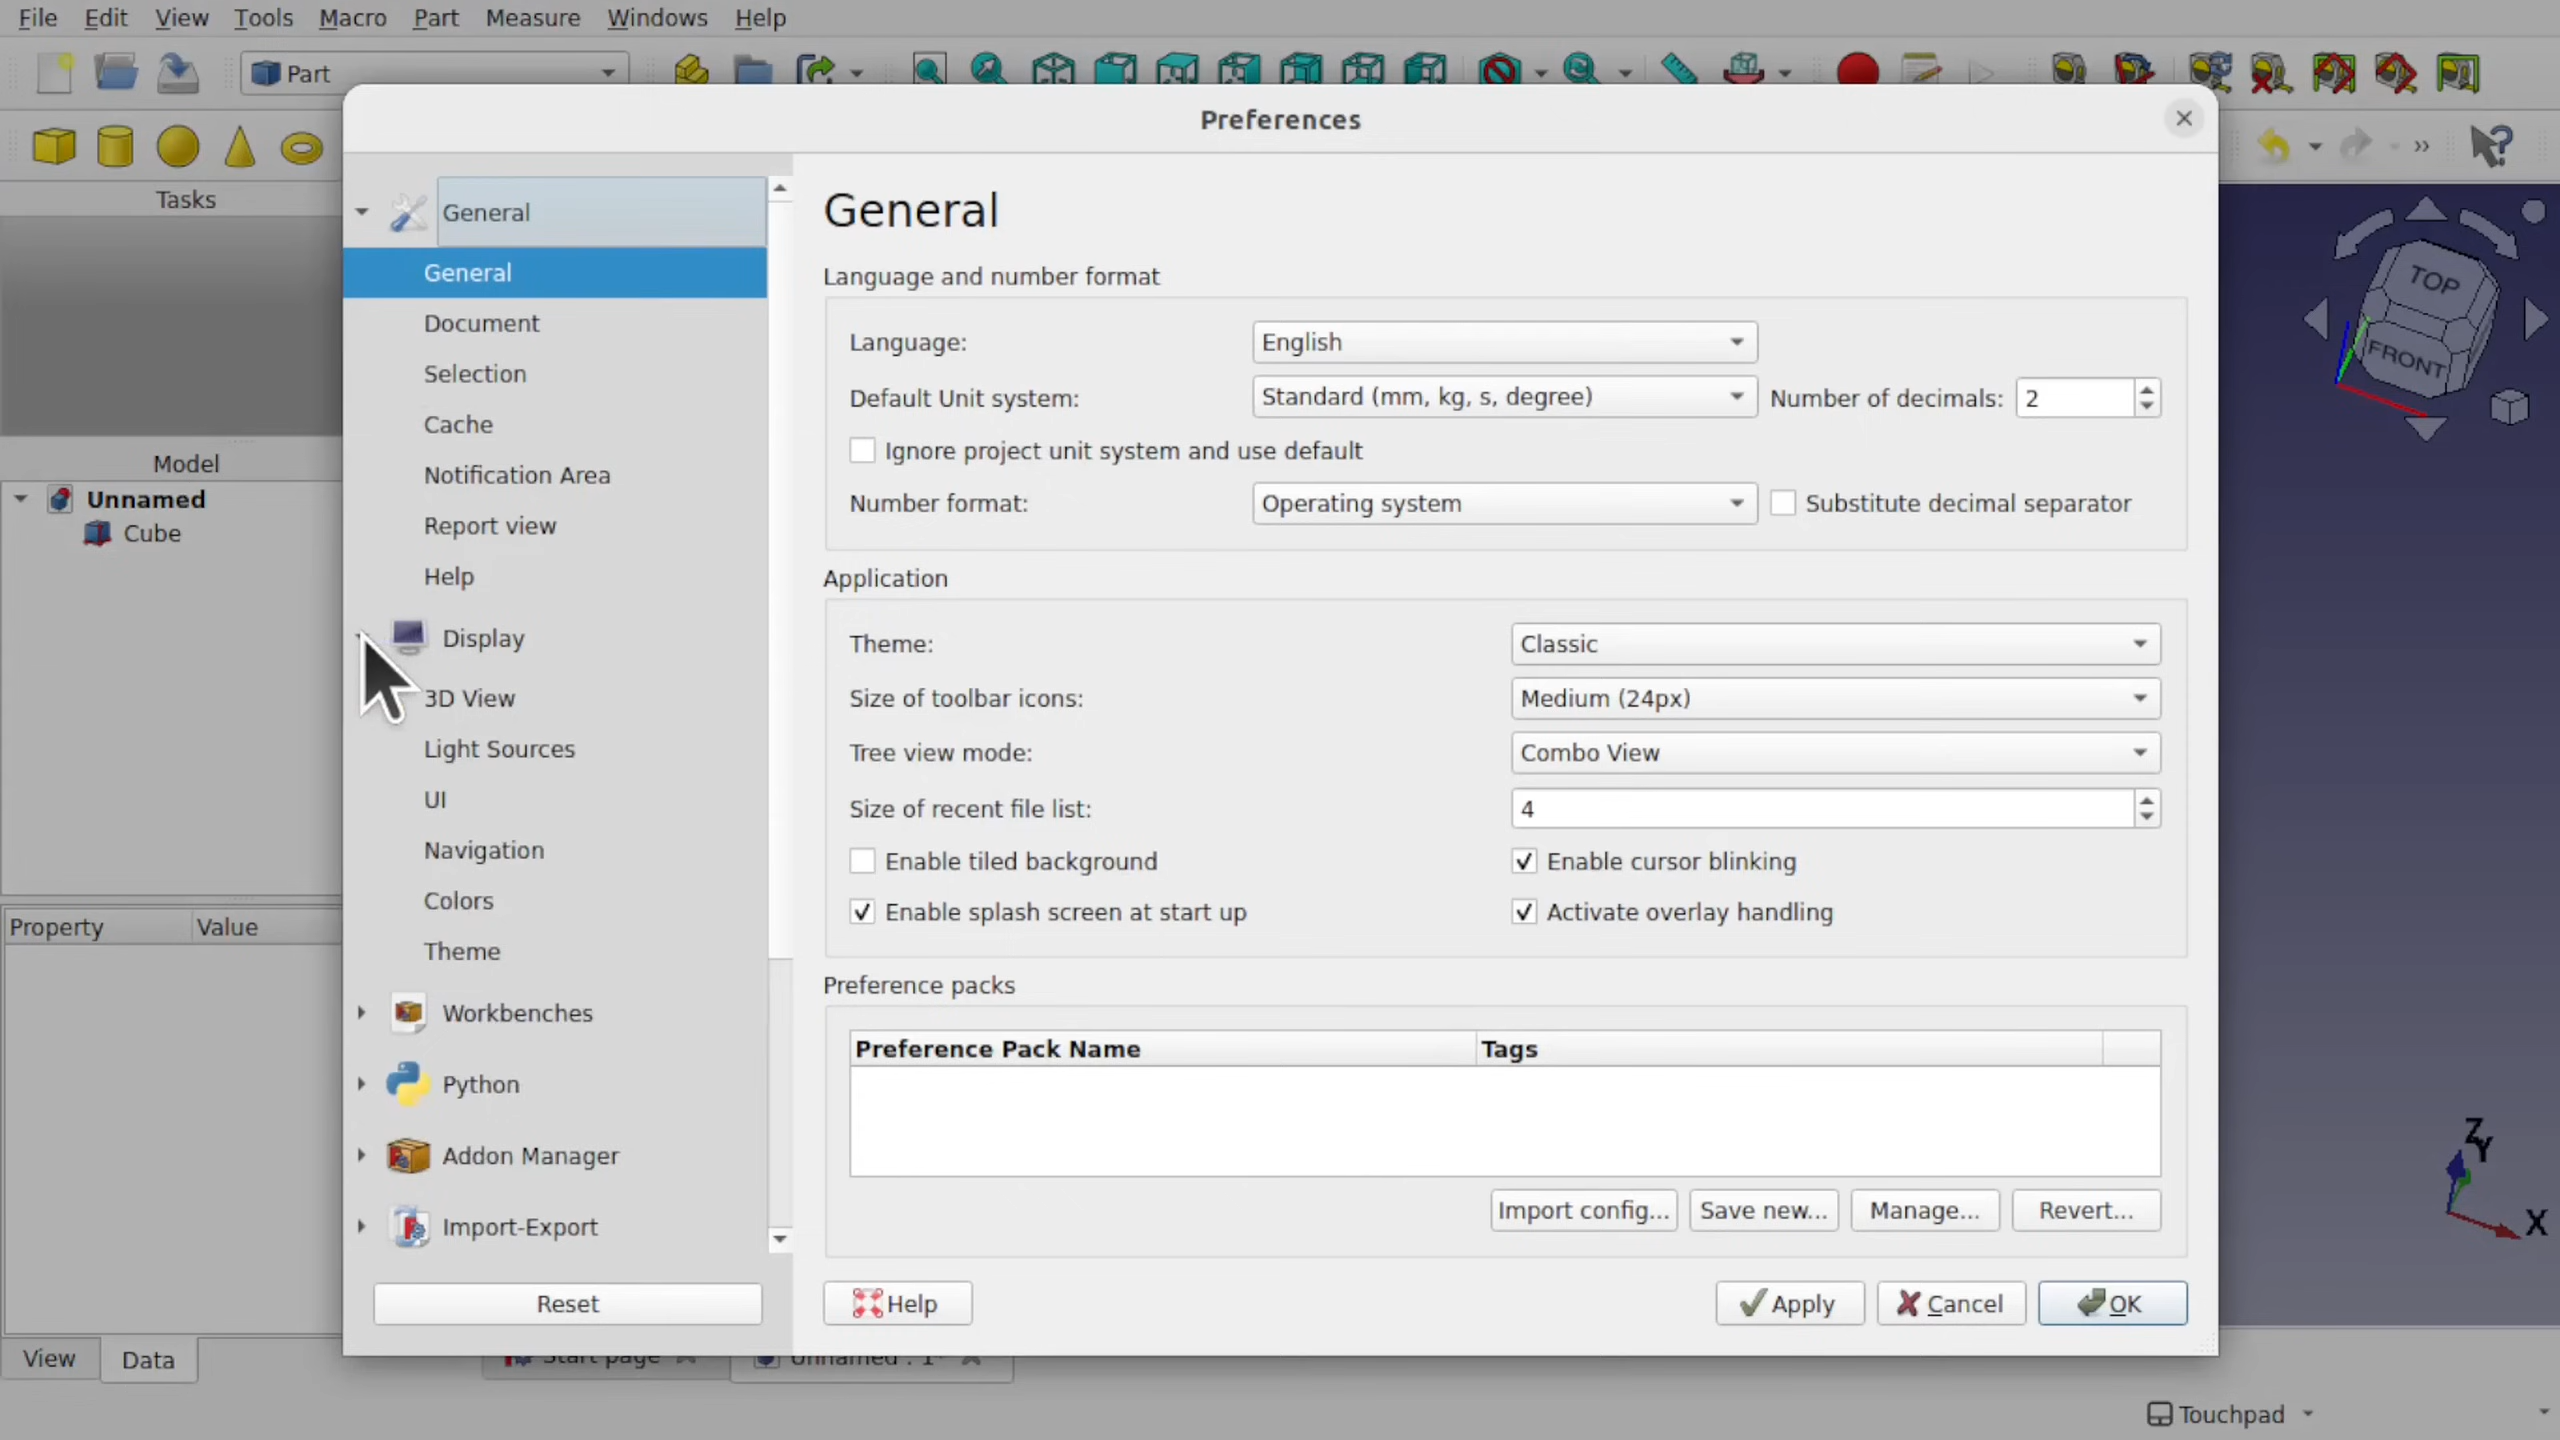 File Edit View Tools Macro Part Measure Windows Help
Part
Preferences
Tasks
Model
Unnamed
Cube
Property Value
View Data
General
General
Document
Selection
Cache
Notification Area
Report view
Help
Display
3D View
Light Sources
UI
Navigation
Colors
Theme
Workbenches
Python
Addon Manager
Import-Export
Reset
General
Language and number format
Language: English
Default Unit system: Standard (mm, kg, s, degree) Number of decimals: 2
Ignore project unit system and use default
Number format: Operating system Substitute decimal separator
Application
Theme: Classic
Size of toolbar icons: Medium (24px)
Tree view mode: Combo View
Size of recent file list: 4
Enable tiled background Enable cursor blinking
Enable splash screen at start up Activate overlay handling
Preference packs
Preference Pack Name Tags
Import config... Save new... Manage... Revert...
Help Apply Cancel OK
TOP
FRONT
Z
Y
X
Start page Unnamed : 1*
Touchpad